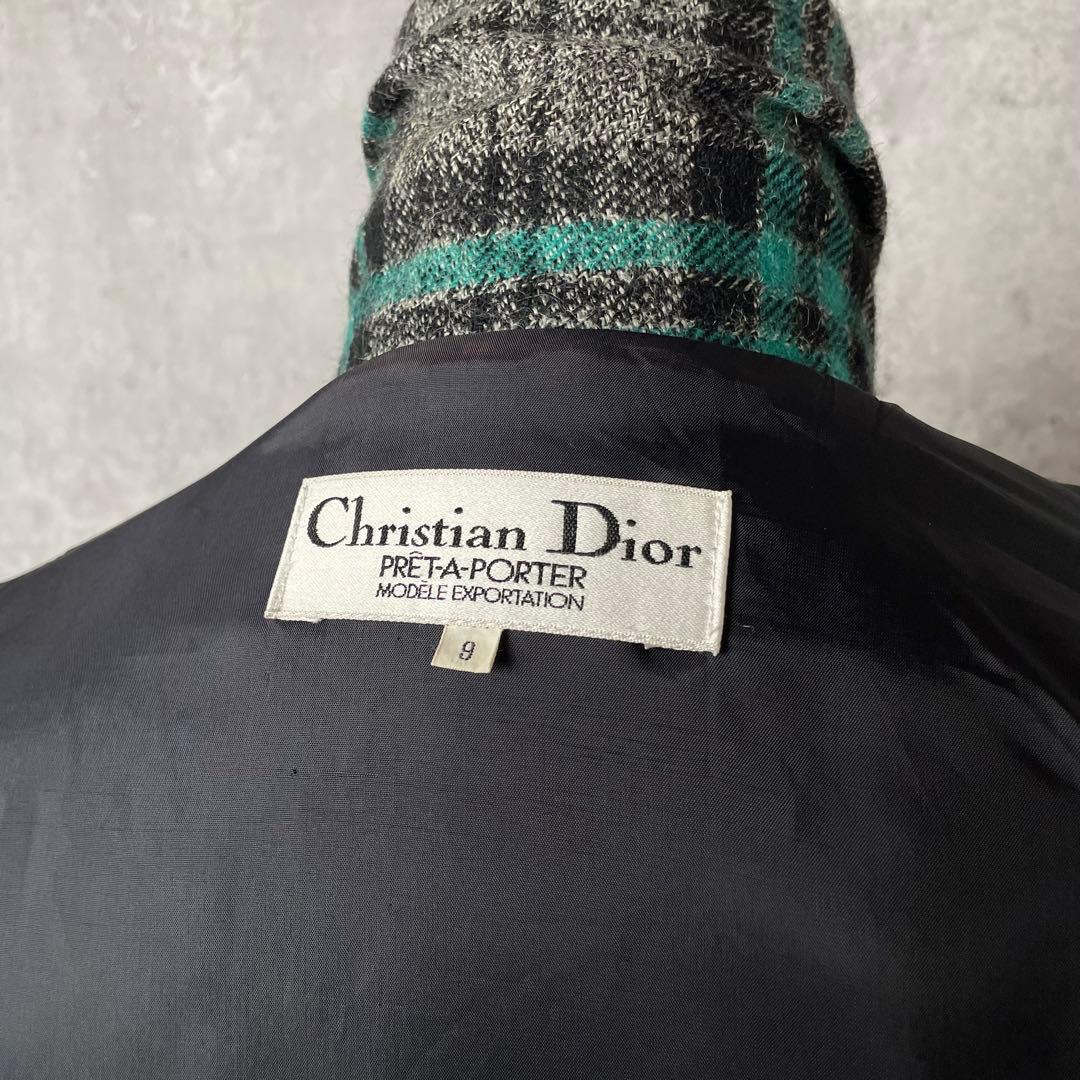 Christian Dior
PRÊT-A-PORTER
MODÈLE EXPORTATION
9